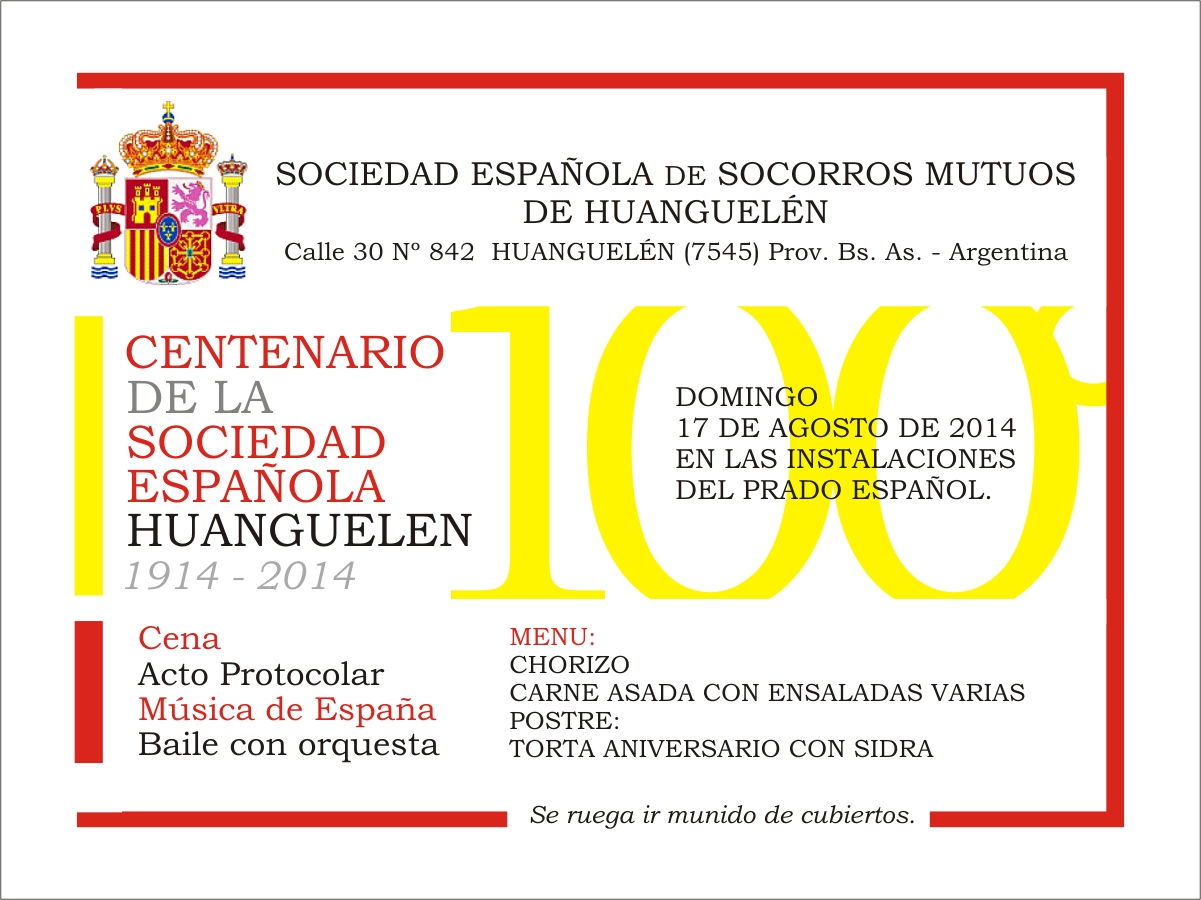 PLVS VLTRA
SOCIEDAD ESPAÑOLA DE SOCORROS MUTUOS
DE HUANGUELÉN
Calle 30 Nº 842 HUANGUELÉN (7545) Prov. Bs. As. - Argentina
CENTENARIO
DE LA
SOCIEDAD
ESPAÑOLA
HUANGUELEN
1914 - 2014
100º
DOMINGO
17 DE AGOSTO DE 2014
EN LAS INSTALACIONES
DEL PRADO ESPAÑOL.
Cena
Acto Protocolar
Música de España
Baile con orquesta
MENU:
CHORIZO
CARNE ASADA CON ENSALADAS VARIAS
POSTRE:
TORTA ANIVERSARIO CON SIDRA
Se ruega ir munido de cubiertos.